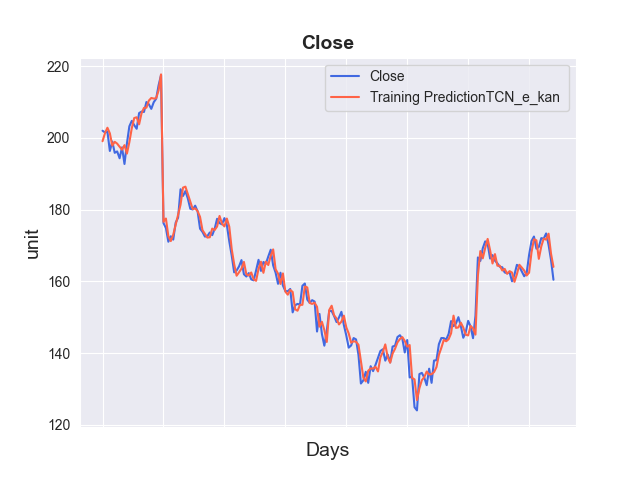 Close
Close
Training PredictionTCN_e_kan
220
200
180
160
140
120
unit
Days